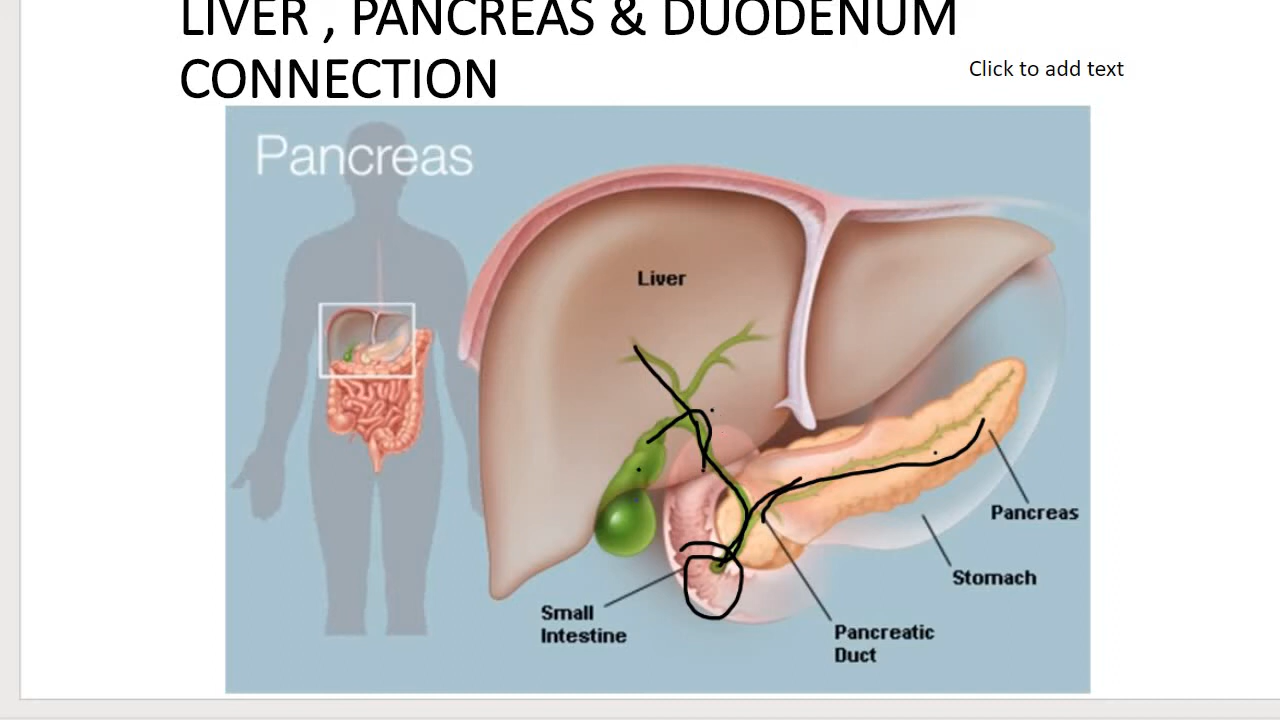 LIVER , PANCREAS & DUODENUM
CONNECTION
Click to add text
Pancreas
Liver
Pancreas
Stomach
Small
Intestine
Pancreatic
Duct